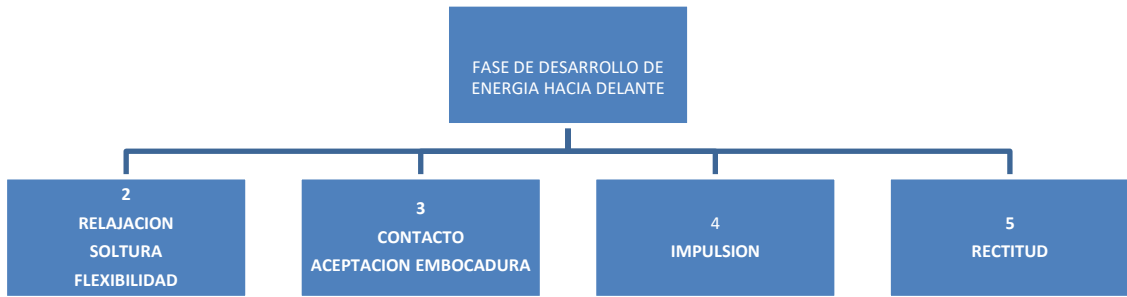 FASE DE DESARROLLO DE
ENERGIA HACIA DELANTE
2
RELAJACION
SOLTURA
FLEXIBILIDAD
3
CONTACTO
ACEPTACION EMBOCADURA
4
IMPULSION
5
RECTITUD